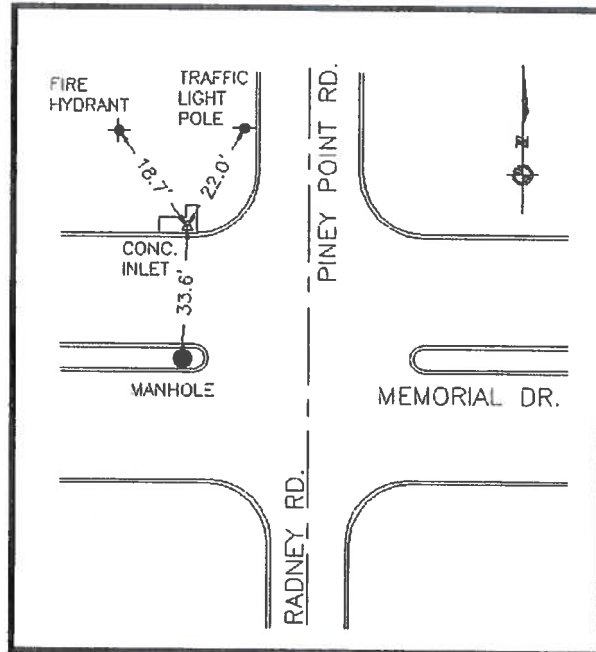 FIRE
HYDRANT
TRAFFIC
LIGHT
POLE
PINEY POINT RD.
N
18.7'
22.0'
CONC.
INLET
33.6'
MANHOLE
MEMORIAL DR.
RADNEY RD.